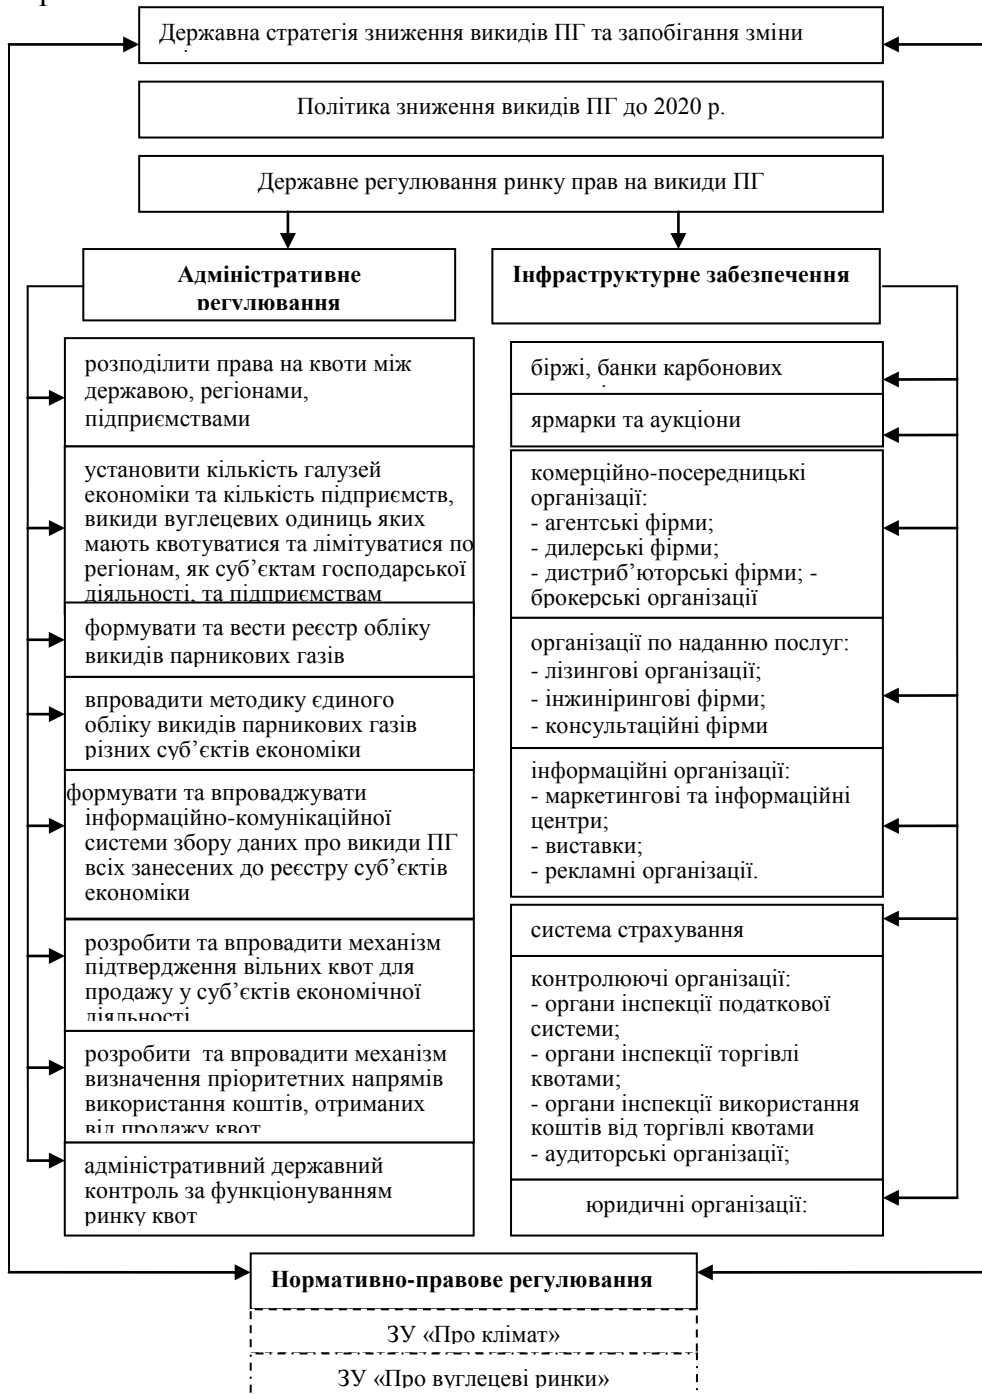 Державна стратегія зниження викидів ПГ та запобігання зміни
Політика зниження викидів ПГ до 2020 р.
Державне регулювання ринку прав на викиди ПГ
Адміністративне
регулювання
розподілити права на квоти між
державою, регіонами,
підприємствами
установити кількість галузей
економіки та кількість підприємств,
викиди вуглецевих одиниць яких
мають квотуватися та лімітуватися по
регіонам, як суб’єктам господарської
діяльності, та підприємствам
формувати та вести реєстр обліку
викидів парникових газів
впровадити методику єдиного
обліку викидів парникових газів
різних суб’єктів економіки
формувати та впроваджувати
інформаційно-комунікаційної
системи збору даних про викиди ПГ
всіх занесених до реєстру суб’єктів
економіки
розробити та впровадити механізм
підтвердження вільних квот для
продажу у суб’єктів економічної
діяльності
розробити та впровадити механізм
визначення пріоритетних напрямів
використання коштів, отриманих
від продажу квот
адміністративний державний
контроль за функціонуванням
ринку квот
Інфраструктурне забезпечення
біржі, банки карбонових
ярмарки та аукціони
комерційно-посередницькі
організації:
- агентські фірми;
- дилерські фірми;
- дистриб’юторські фірми; -
брокерські організації
організації по наданню послуг:
- лізингові організації;
- інжинірингові фірми;
- консультаційні фірми
інформаційні організації:
- маркетингові та інформаційні
центри;
- виставки;
- рекламні організації.
система страхування
контролюючі організації:
- органи інспекції податкової
системи;
- органи інспекції торгівлі
квотами;
- органи інспекції використання
коштів від торгівлі квотами
- аудиторські організації;
юридичні організації:
Нормативно-правове регулювання
ЗУ «Про клімат»
ЗУ «Про вуглецеві ринки»